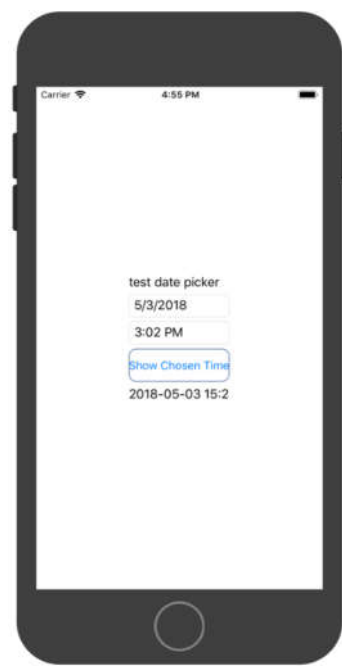 Carrier 4:55 PM
test date picker
5/3/2018
3:02 PM
Show Chosen Time
2018-05-03 15:2